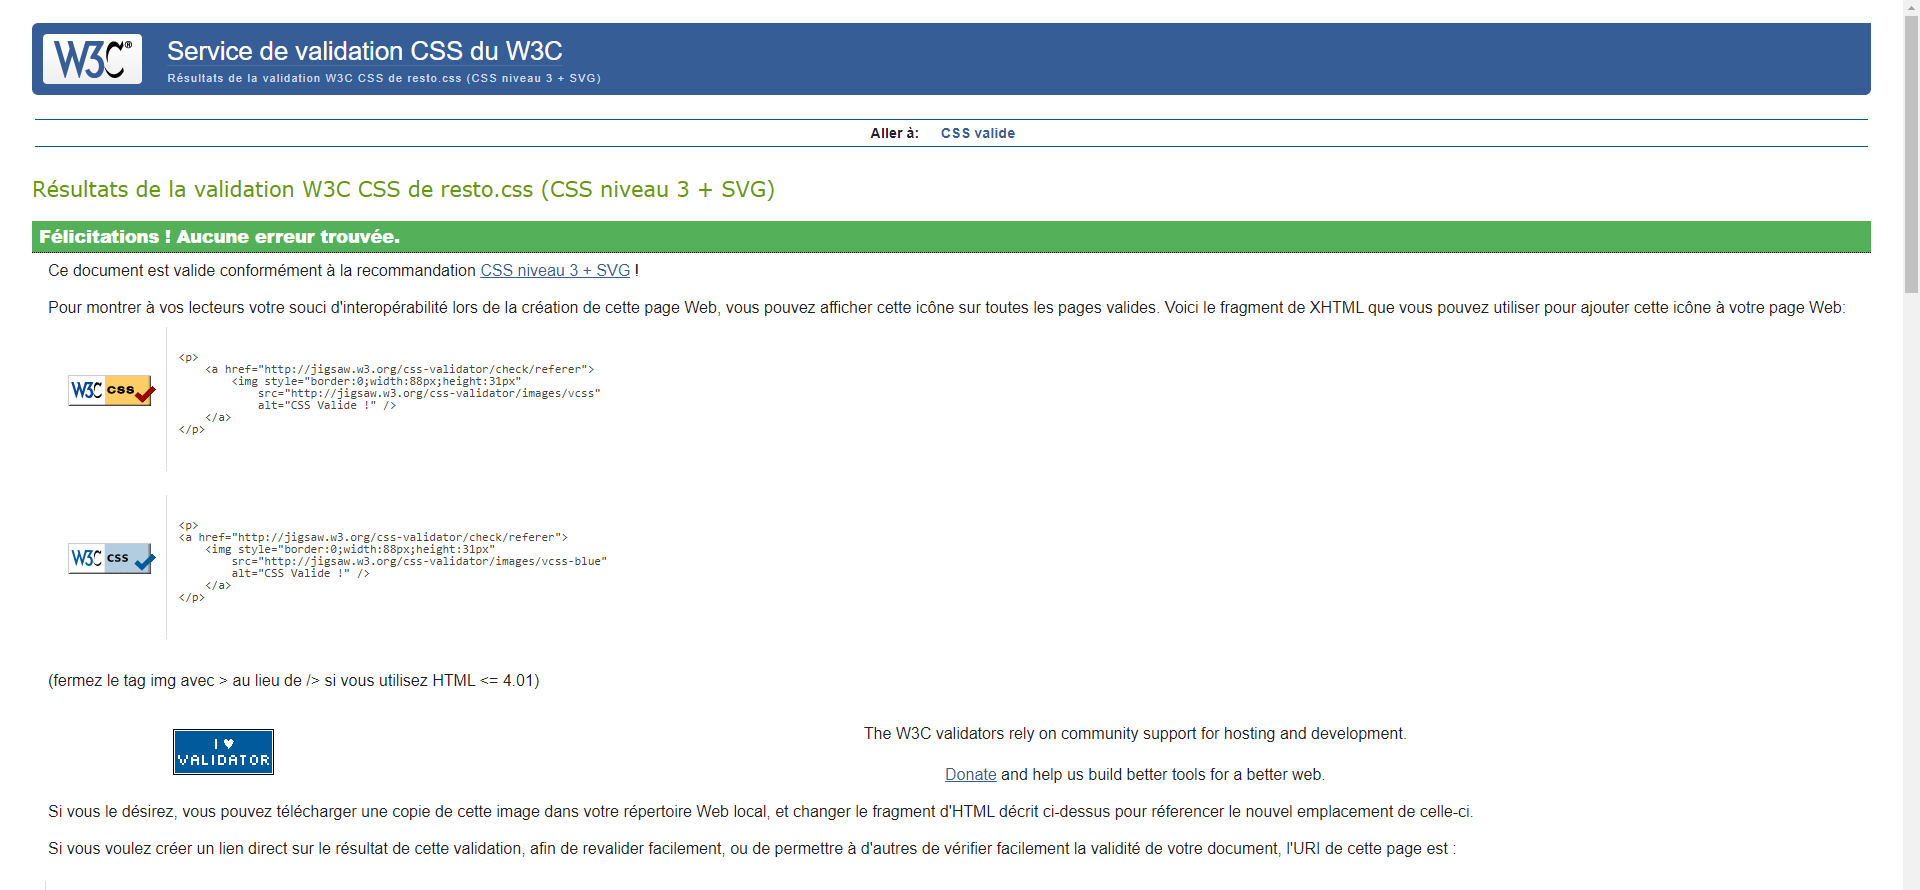 W3C®
Service de validation CSS du W3C
Résultats de la validation W3C CSS de resto.css (CSS niveau 3 + SVG)
Aller à: CSS valide
Résultats de la validation W3C CSS de resto.css (CSS niveau 3 + SVG)
Félicitations ! Aucune erreur trouvée.
Ce document est valide conformément à la recommandation CSS niveau 3 + SVG !
Pour montrer à vos lecteurs votre souci d'interopérabilité lors de la création de cette page Web, vous pouvez afficher cette icône sur toutes les pages valides. Voici le fragment de XHTML que vous pouvez utiliser pour ajouter cette icône à votre page Web:
W3C css
<p>
<a href="http://jigsaw.w3.org/css-validator/check/referer">
<img style="border:0;width:88px;height:31px"
src="http://jigsaw.w3.org/css-validator/images/vcss"
alt="CSS Valide !" />
</a>
</p>
W3C css
<p>
<a href="http://jigsaw.w3.org/css-validator/check/referer">
<img style="border:0;width:88px;height:31px"
src="http://jigsaw.w3.org/css-validator/images/vcss-blue"
alt="CSS Valide !" />
</a>
</p>
(fermez le tag img avec > au lieu de /> si vous utilisez HTML <= 4.01)
I ♥
VALIDATOR
The W3C validators rely on community support for hosting and development.
Donate and help us build better tools for a better web.
Si vous le désirez, vous pouvez télécharger une copie de cette image dans votre répertoire Web local, et changer le fragment d'HTML décrit ci-dessus pour réferencer le nouvel emplacement de celle-ci.
Si vous voulez créer un lien direct sur le résultat de cette validation, afin de revalider facilement, ou de permettre à d'autres de vérifier facilement la validité de votre document, l'URI de cette page est :